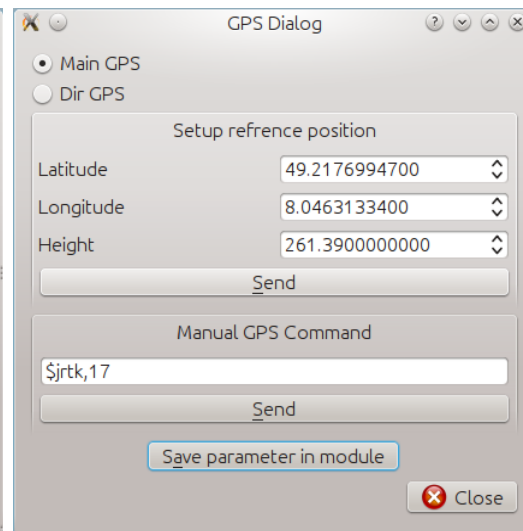 GPS Dialog
Main GPS
Dir GPS
Setup refrence position
Latitude 49.2176994700
Longitude 8.0463133400
Height 261.3900000000
Send
Manual GPS Command
$jrtk,17
Send
Save parameter in module
Close